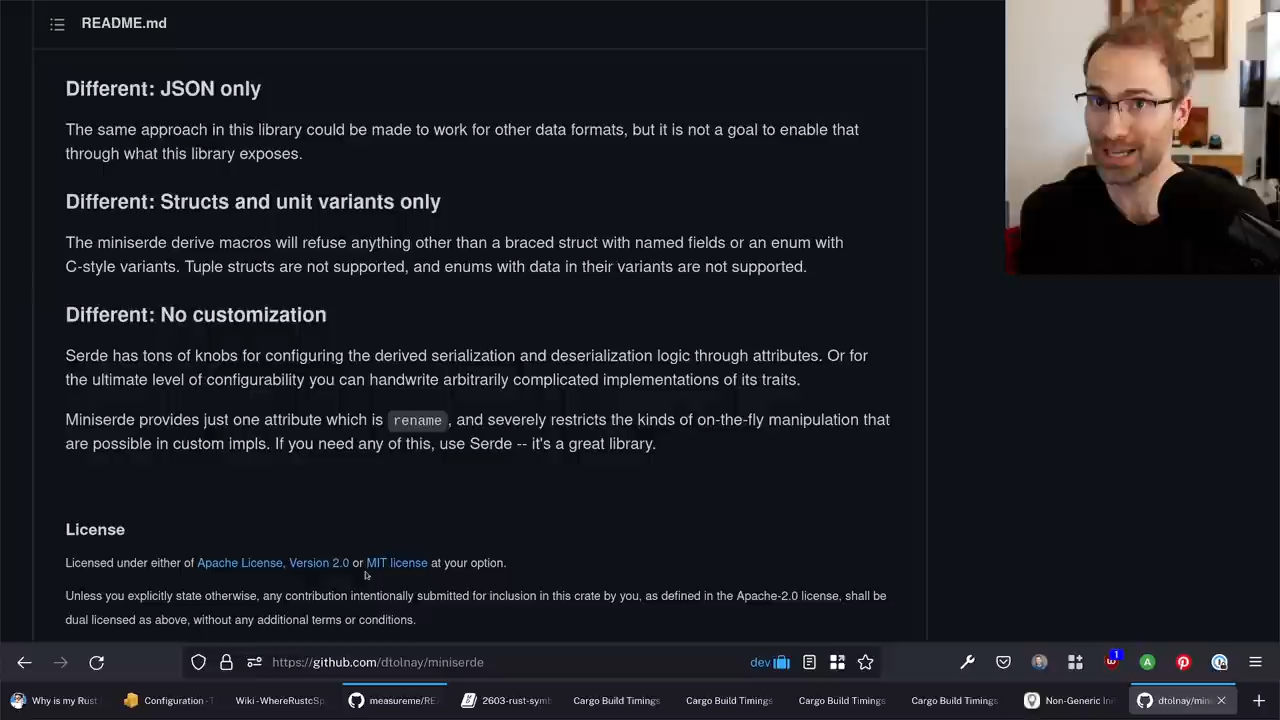 README.md
Different: JSON only
The same approach in this library could be made to work for other data formats, but it is not a goal to enable that
through what this library exposes.
Different: Structs and unit variants only
The miniserde derive macros will refuse anything other than a braced struct with named fields or an enum with
C-style variants. Tuple structs are not supported, and enums with data in their variants are not supported.
Different: No customization
Serde has tons of knobs for configuring the derived serialization and deserialization logic through attributes. Or for
the ultimate level of configurability you can handwrite arbitrarily complicated implementations of its traits.
Miniserde provides just one attribute which is rename, and severely restricts the kinds of on-the-fly manipulation that
are possible in custom impls. If you need any of this, use Serde -- it's a great library.
License
Licensed under either of Apache License, Version 2.0 or MIT license at your option.
Unless you explicitly state otherwise, any contribution intentionally submitted for inclusion in this crate by you, as defined in the Apache-2.0 license, shall be
dual licensed as above, without any additional terms or conditions.
https://github.com/dtolnay/miniserde dev 1 A
Why is my Rust Configuration - T Wiki-WhereRustcSp measureme/RE 2603-rust-symb Cargo Build Timings Cargo Build Timings Cargo Build Timings Cargo Build Timings Non-Generic In dtolnay/min